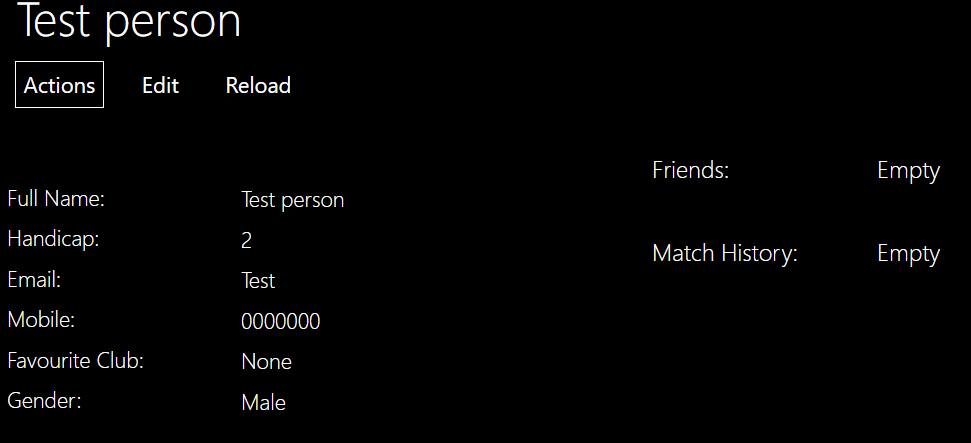 Test person
Actions Edit Reload
Full Name: Test person
Handicap: 2
Email: Test
Mobile: 0000000
Favourite Club: None
Gender: Male
Friends: Empty
Match History: Empty